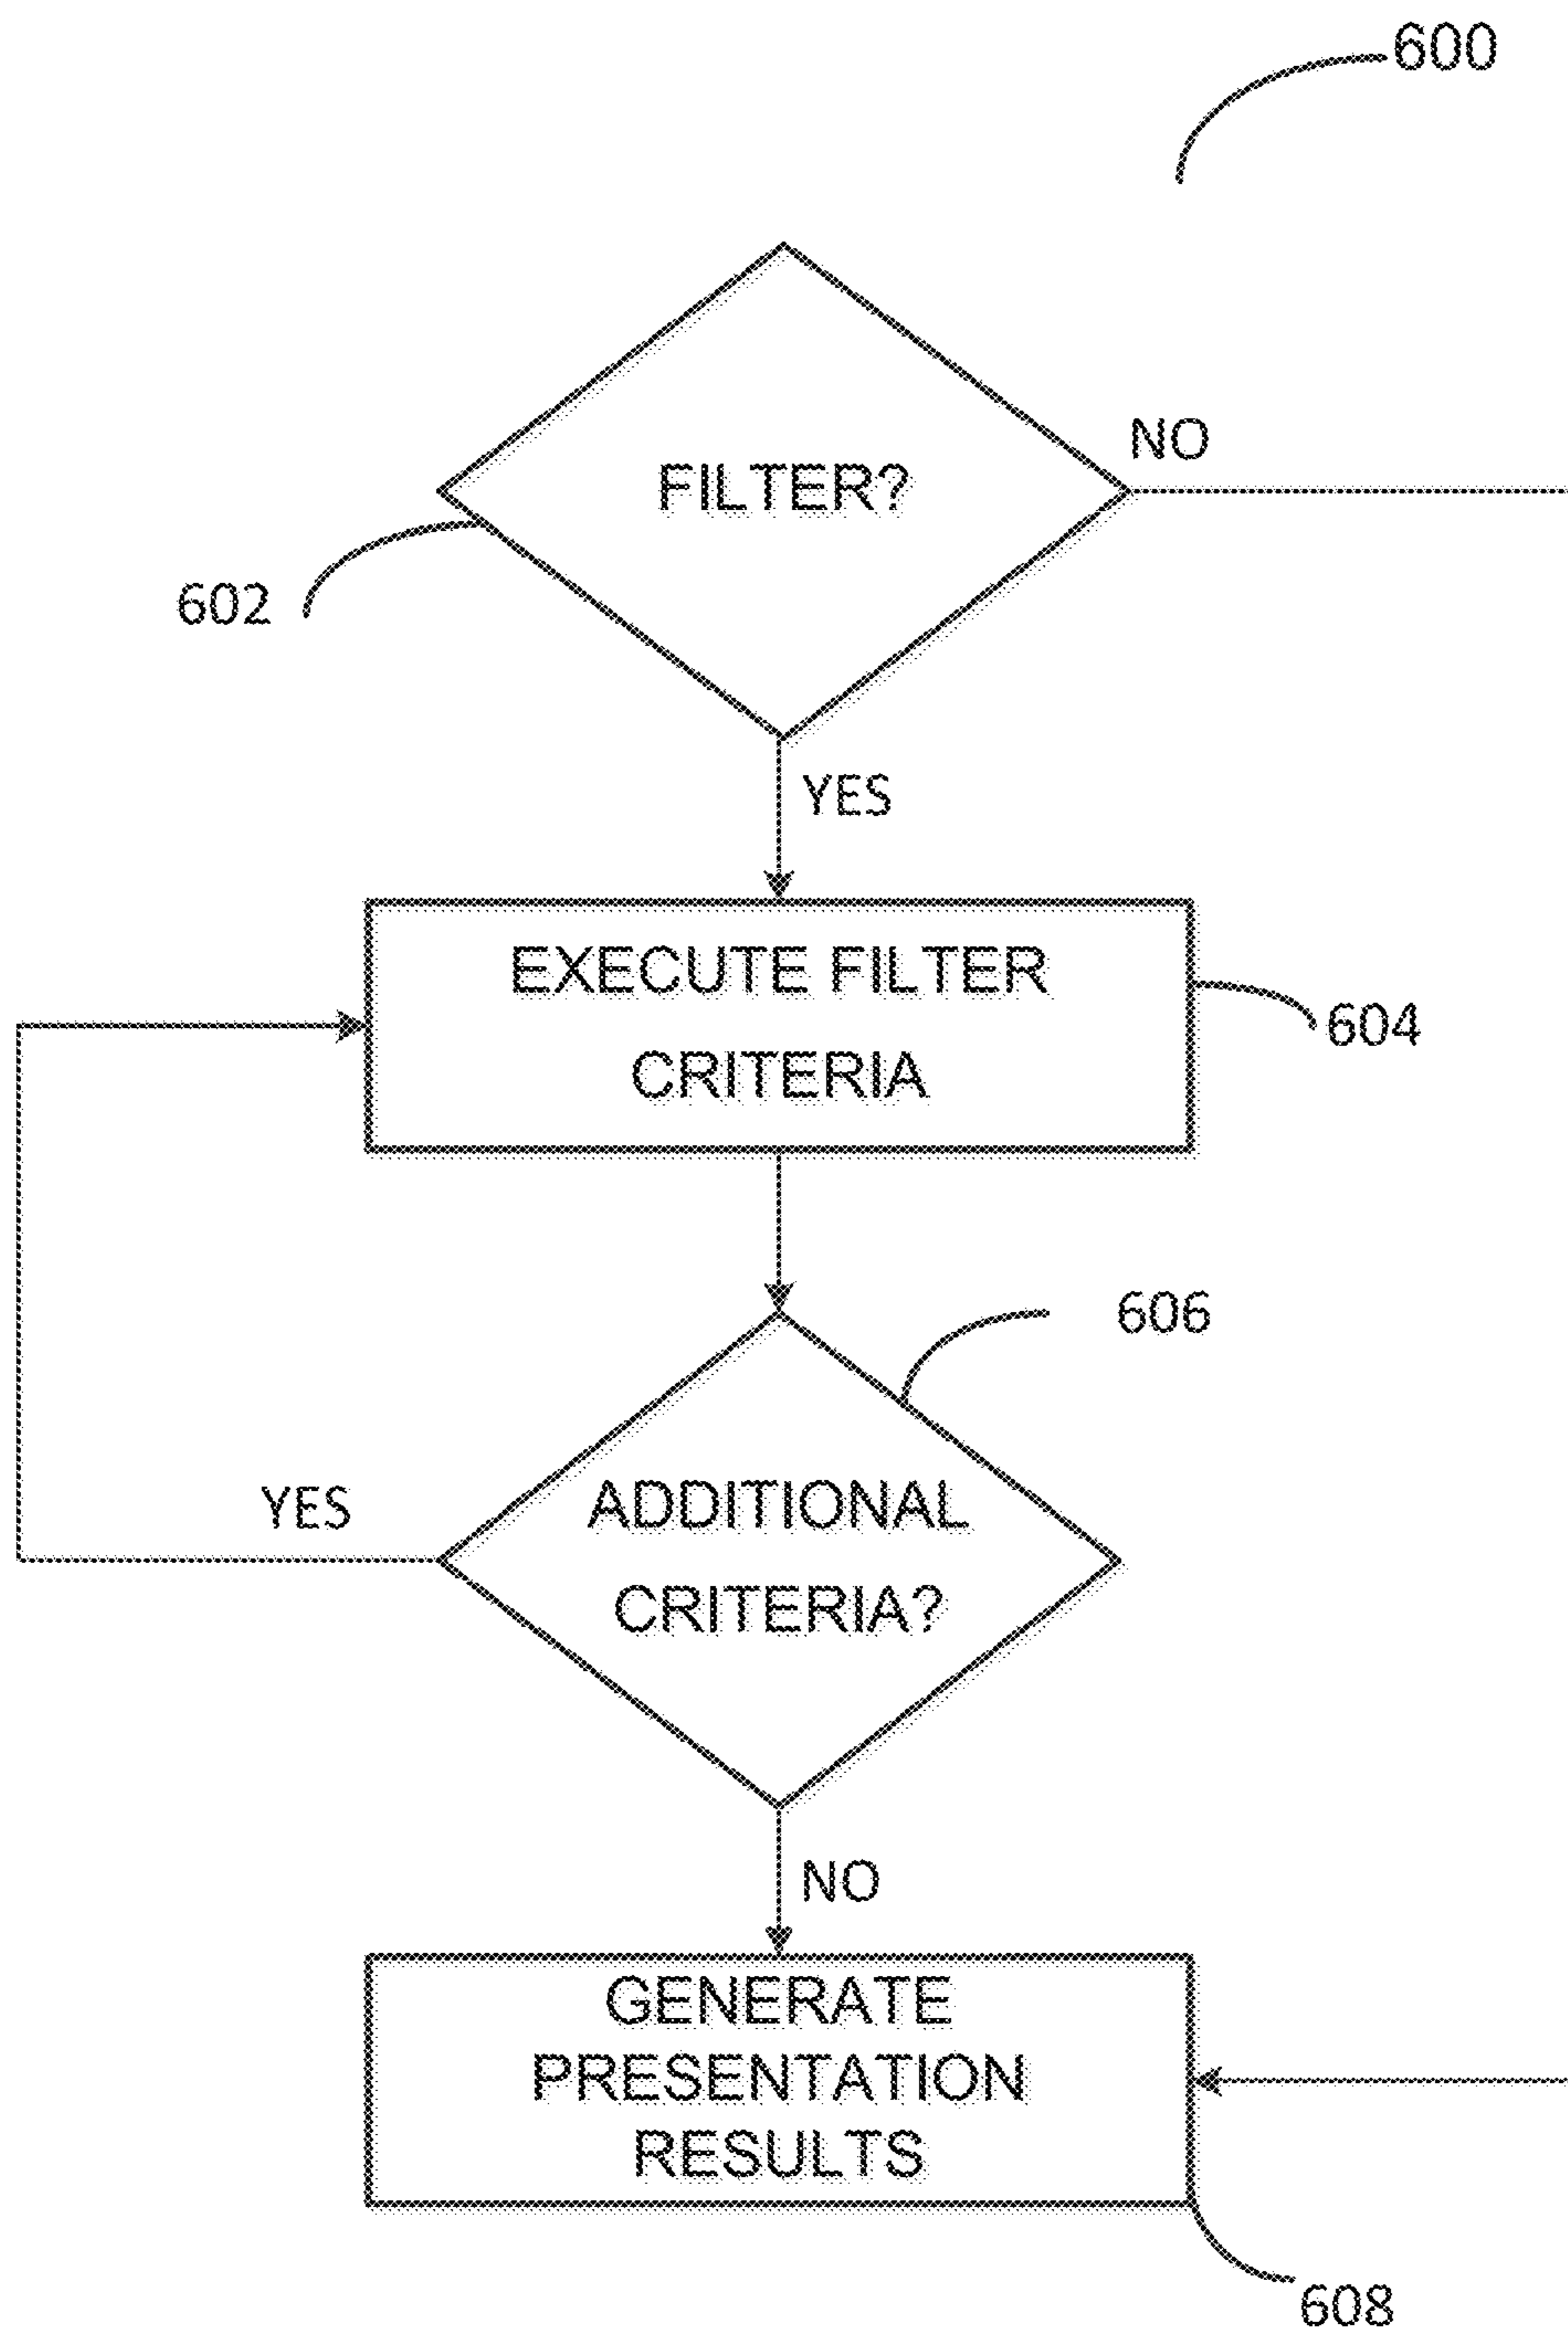 600
FILTER?
NO
602
YES
EXECUTE FILTER
CRITERIA
604
606
ADDITIONAL
CRITERIA?
YES
NO
GENERATE
PRESENTATION
RESULTS
608